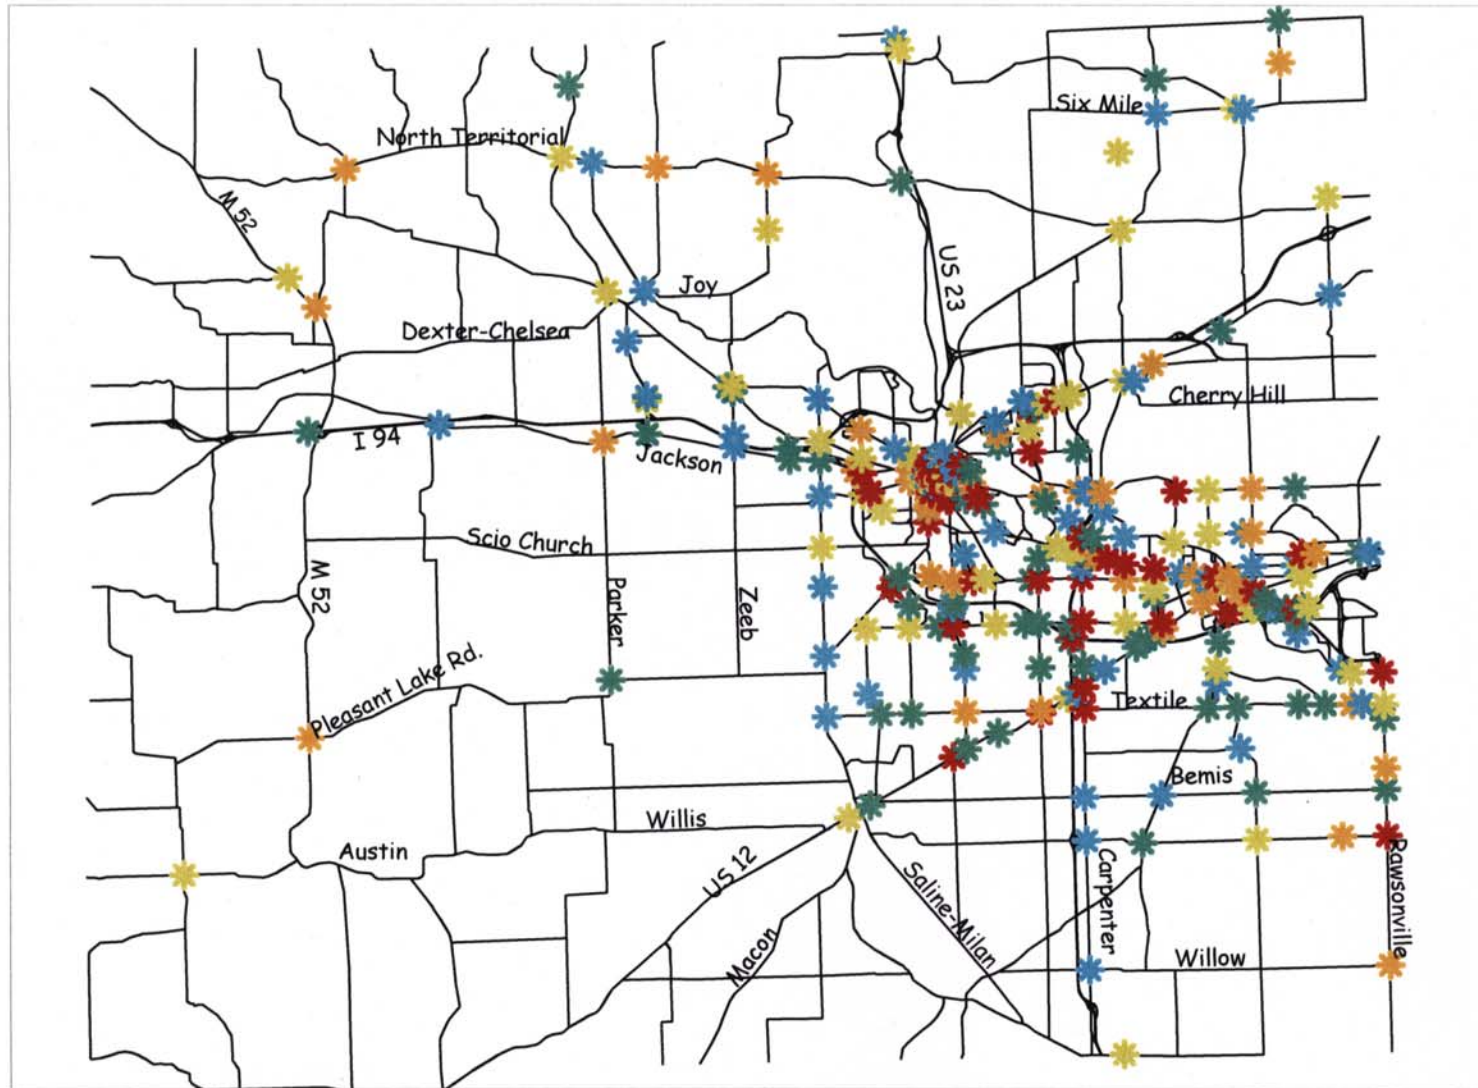 Six Mile
North Territorial
M 52
US 23
Joy
Dexter-Chelsea
Cherry Hill
I 94
Jackson
Scio Church
M 52
Parker
Zeeb
Pleasant Lake Rd.
Textile
Bemis
Willis
Austin
US 12
Carpenter
Rawsonville
Saline-Milan
Macon
Willow